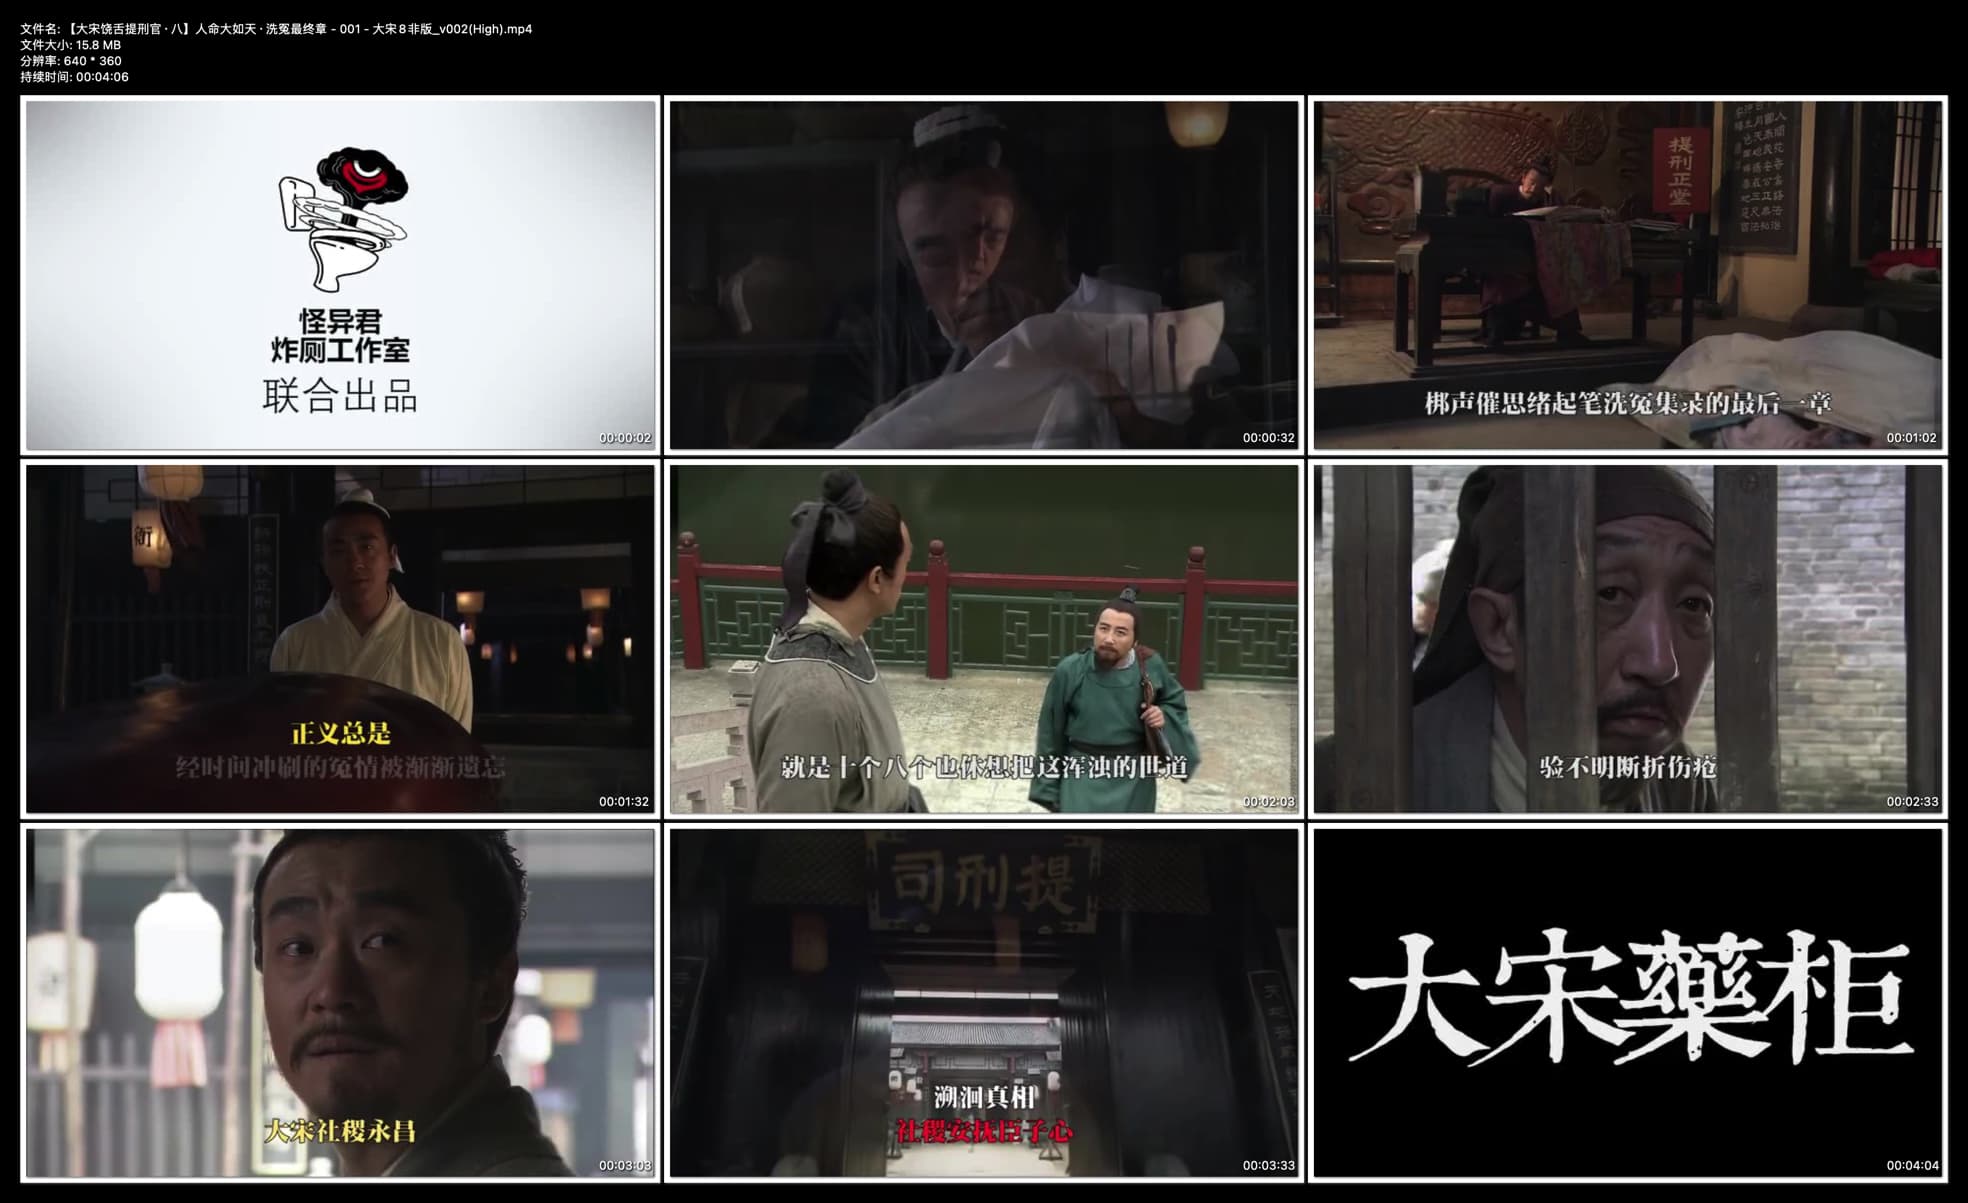 文件名: 【大宋饶舌提刑官 · 八】人命大如天 · 洗冤最终章 - 001 - 大宋８非版_v002(High).mp4
文件大小: 15.8 MB
分辨率: 640 * 360
持续时间: 00:04:06
怪异君
炸厕工作室
联合出品
00:00:02
00:00:32
提刑正堂
梆声催思绪起笔洗冤集录的最后一章
00:01:02
正义总是
经时间冲刷的冤情被渐渐遗忘
00:01:32
就是十个八个也休想把这浑浊的世道
00:02:03
验不明断折伤疮
00:02:33
大宋社稷永昌
00:03:03
司刑提
溯洄真相
社稷安抚臣子心
00:03:33
大宋藥柜
00:04:04